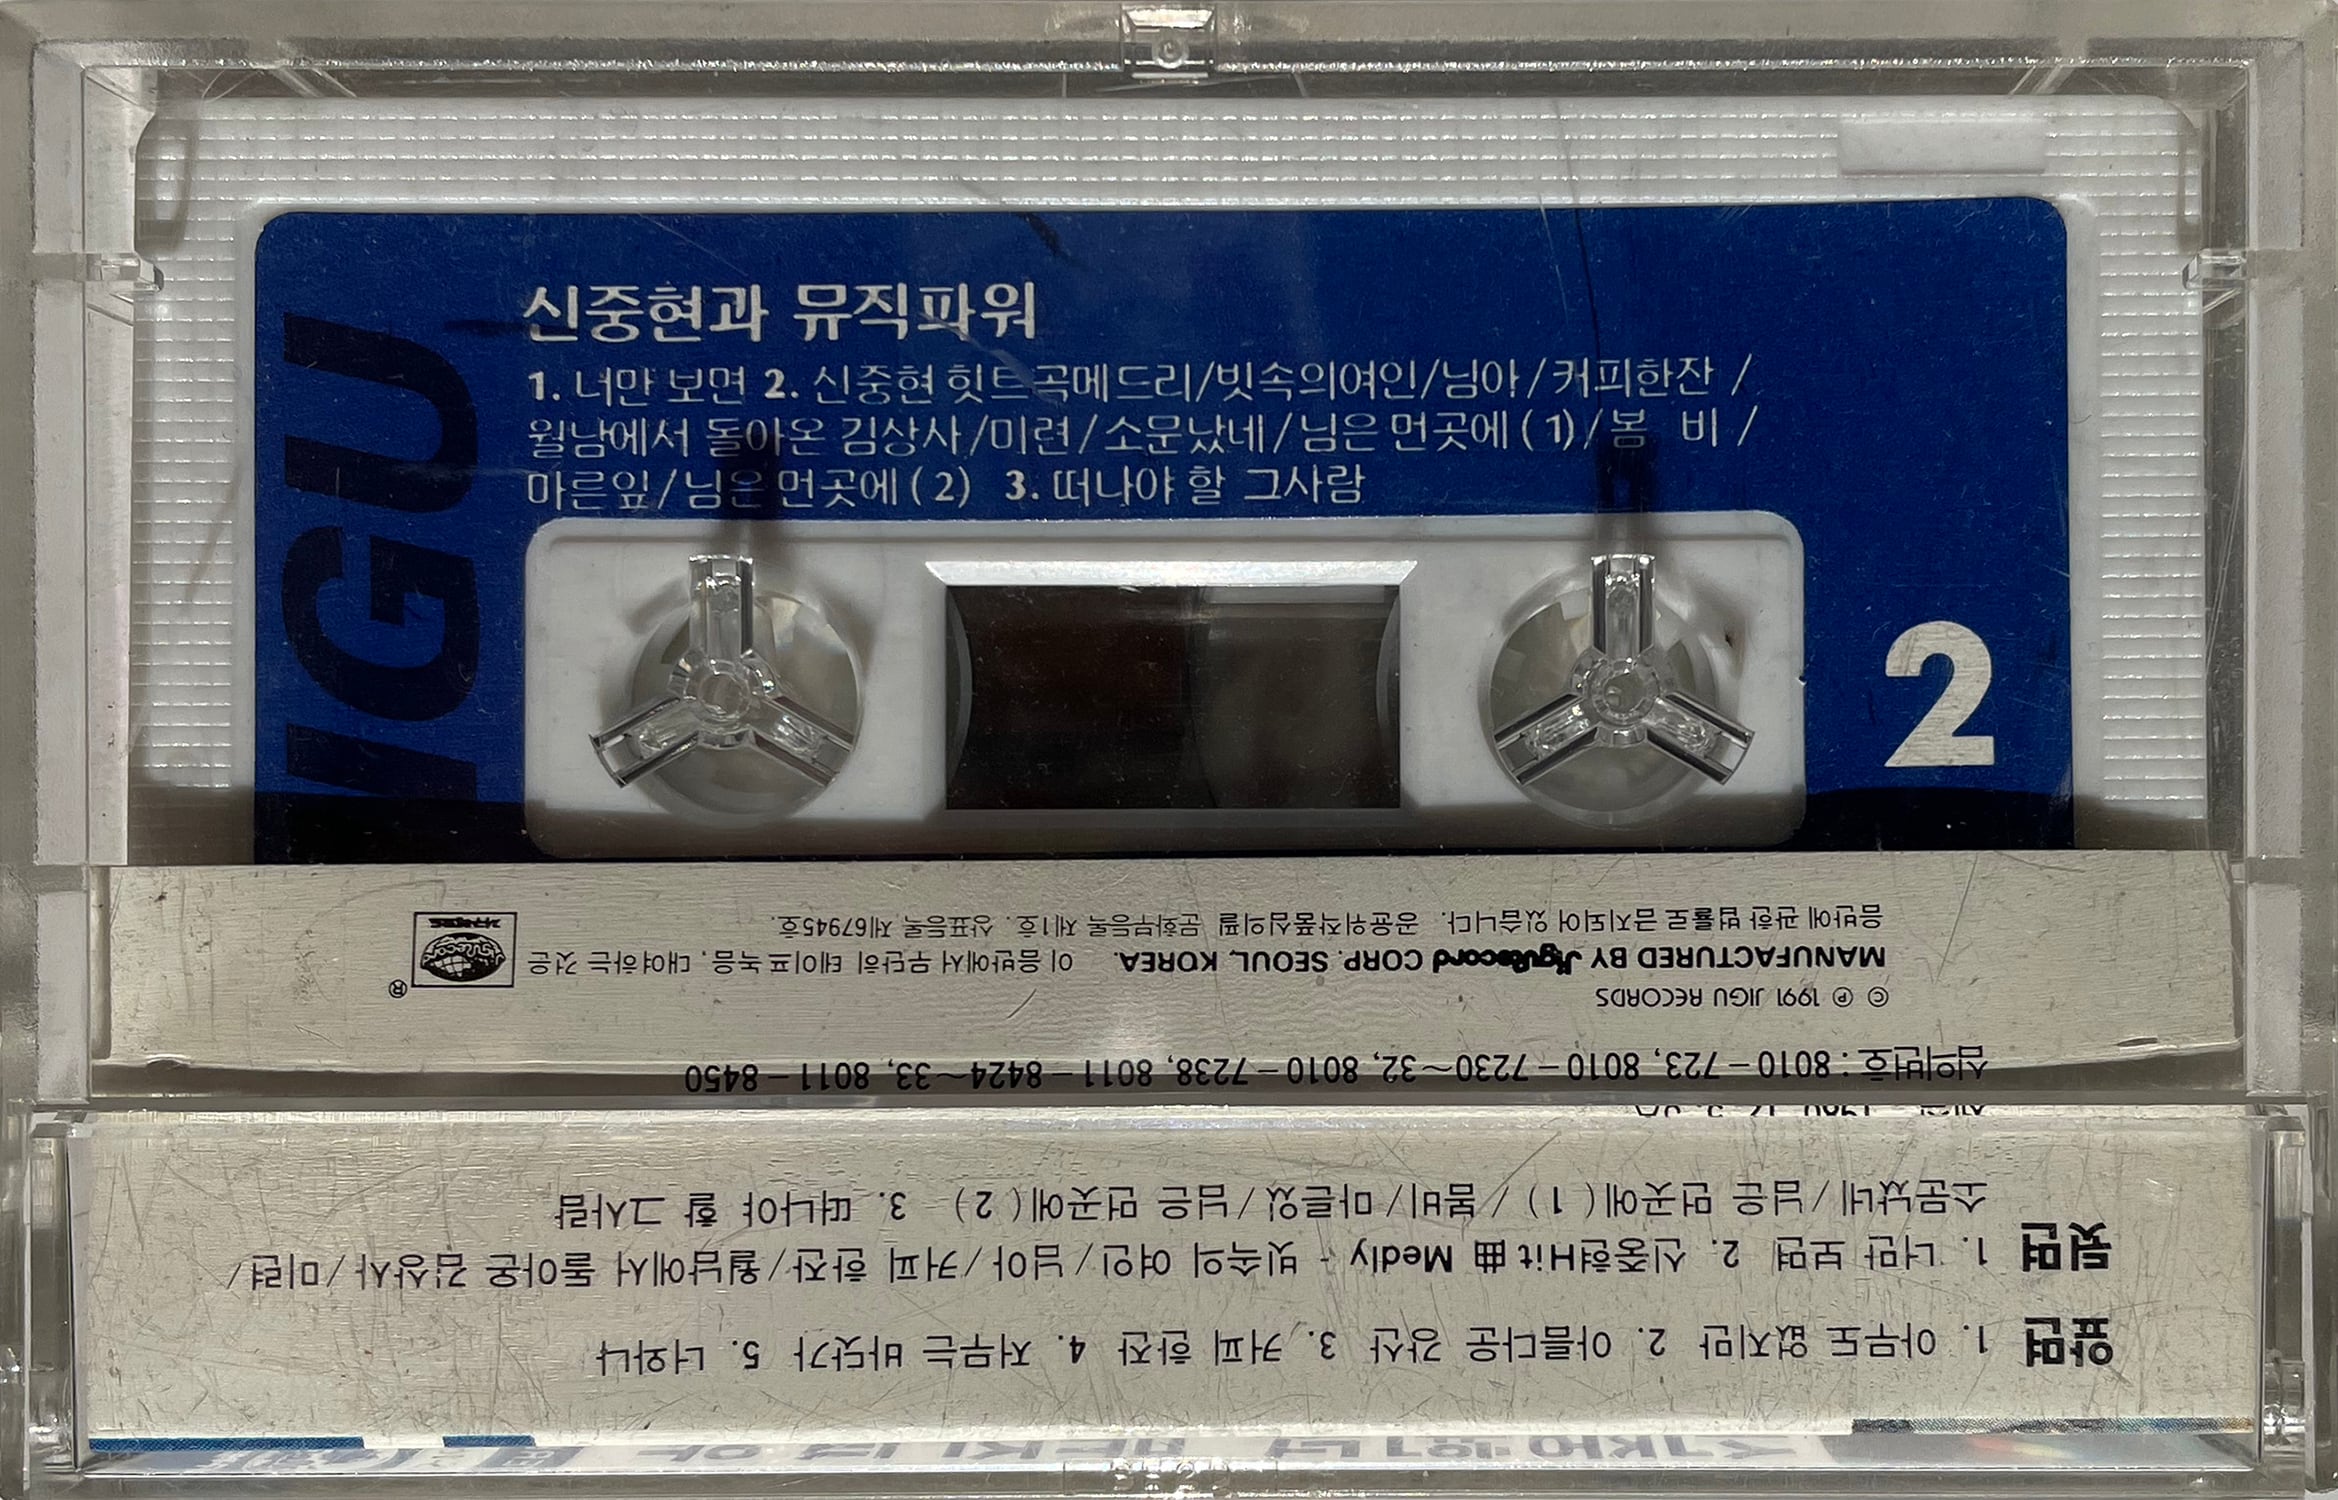 JIGU
신중현과 뮤직파워
1. 너만 보면 2. 신중현 힛트곡메드리/빗속의여인/님아/커피한잔 /
월남에서 돌아온 김상사/미련/소문났네/님은 먼곳에(1)/봄 비/
마른잎/님은 먼곳에(2) 3. 떠나야 할 그사람
2
앞면 1. 아무도 없지만 2. 아름다운 강산 3. 커피 한잔 4. 저무는 바닷가 5. 너와나
뒷면 1. 너만 보면 2. 신중현Hit 曲 Medly - 빗속의 여인/님아/커피 한잔/월남에서 돌아온 김상사/미련/
소문났네/님은 먼곳에(1)/봄비/마른잎/님은 먼곳에(2) 3. 떠나야 할 그사람
심의번호 : 8010-723, 8010-7230~32, 8010-7238, 8011-8424~33, 8011-8450
© ℗ 1991 JIGU RECORDS
MANUFACTURED BY JiguRecord CORP. SEOUL, KOREA. 이 음반에서 무단히 테이프녹음, 대여하는 것은
음반에 관한 법률로 금지되어 있습니다. 공윤위작품심의필 문화부등록 제1호. 상표등록 제67945호.
®